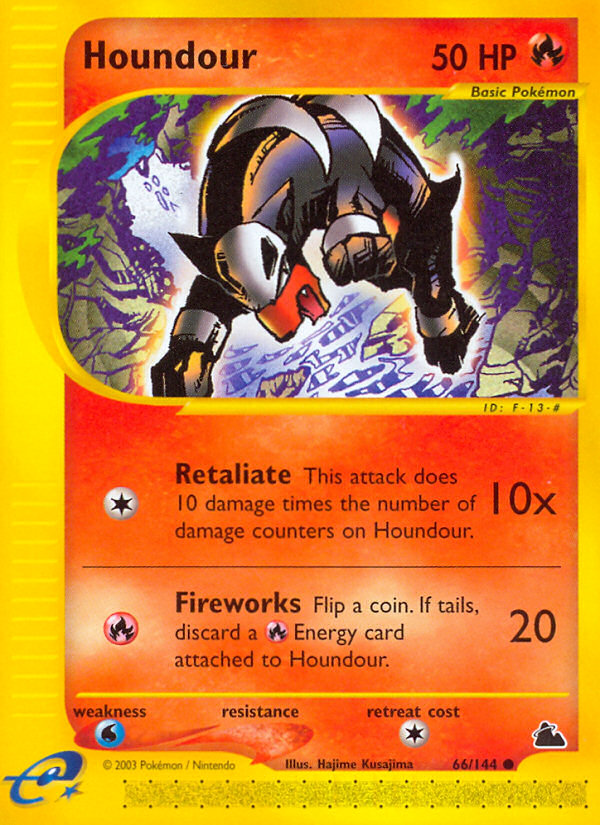 Houndour 50 HP
Basic Pokémon
ID: F-13-#
Retaliate This attack does
10 damage times the number of
damage counters on Houndour.
10x
Fireworks Flip a coin. If tails,
discard a Energy card
attached to Houndour.
20
weakness resistance retreat cost
© 2003 Pokémon / Nintendo Illus. Hajime Kusajima 66/144
e